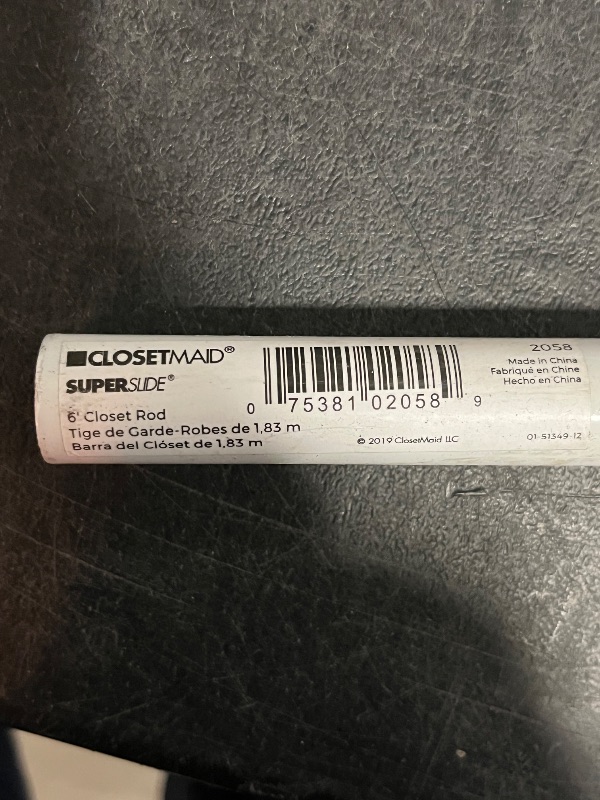 CLOSETMAID®
SUPERSLIDE®
6' Closet Rod
Tige de Garde-Robes de 1,83 m
Barra del Clóset de 1,83 m
0 75381 02058 9
© 2019 ClosetMaid LLC
2058
Made in China
Fabriqué en Chine
Hecho en China
01-51349-12